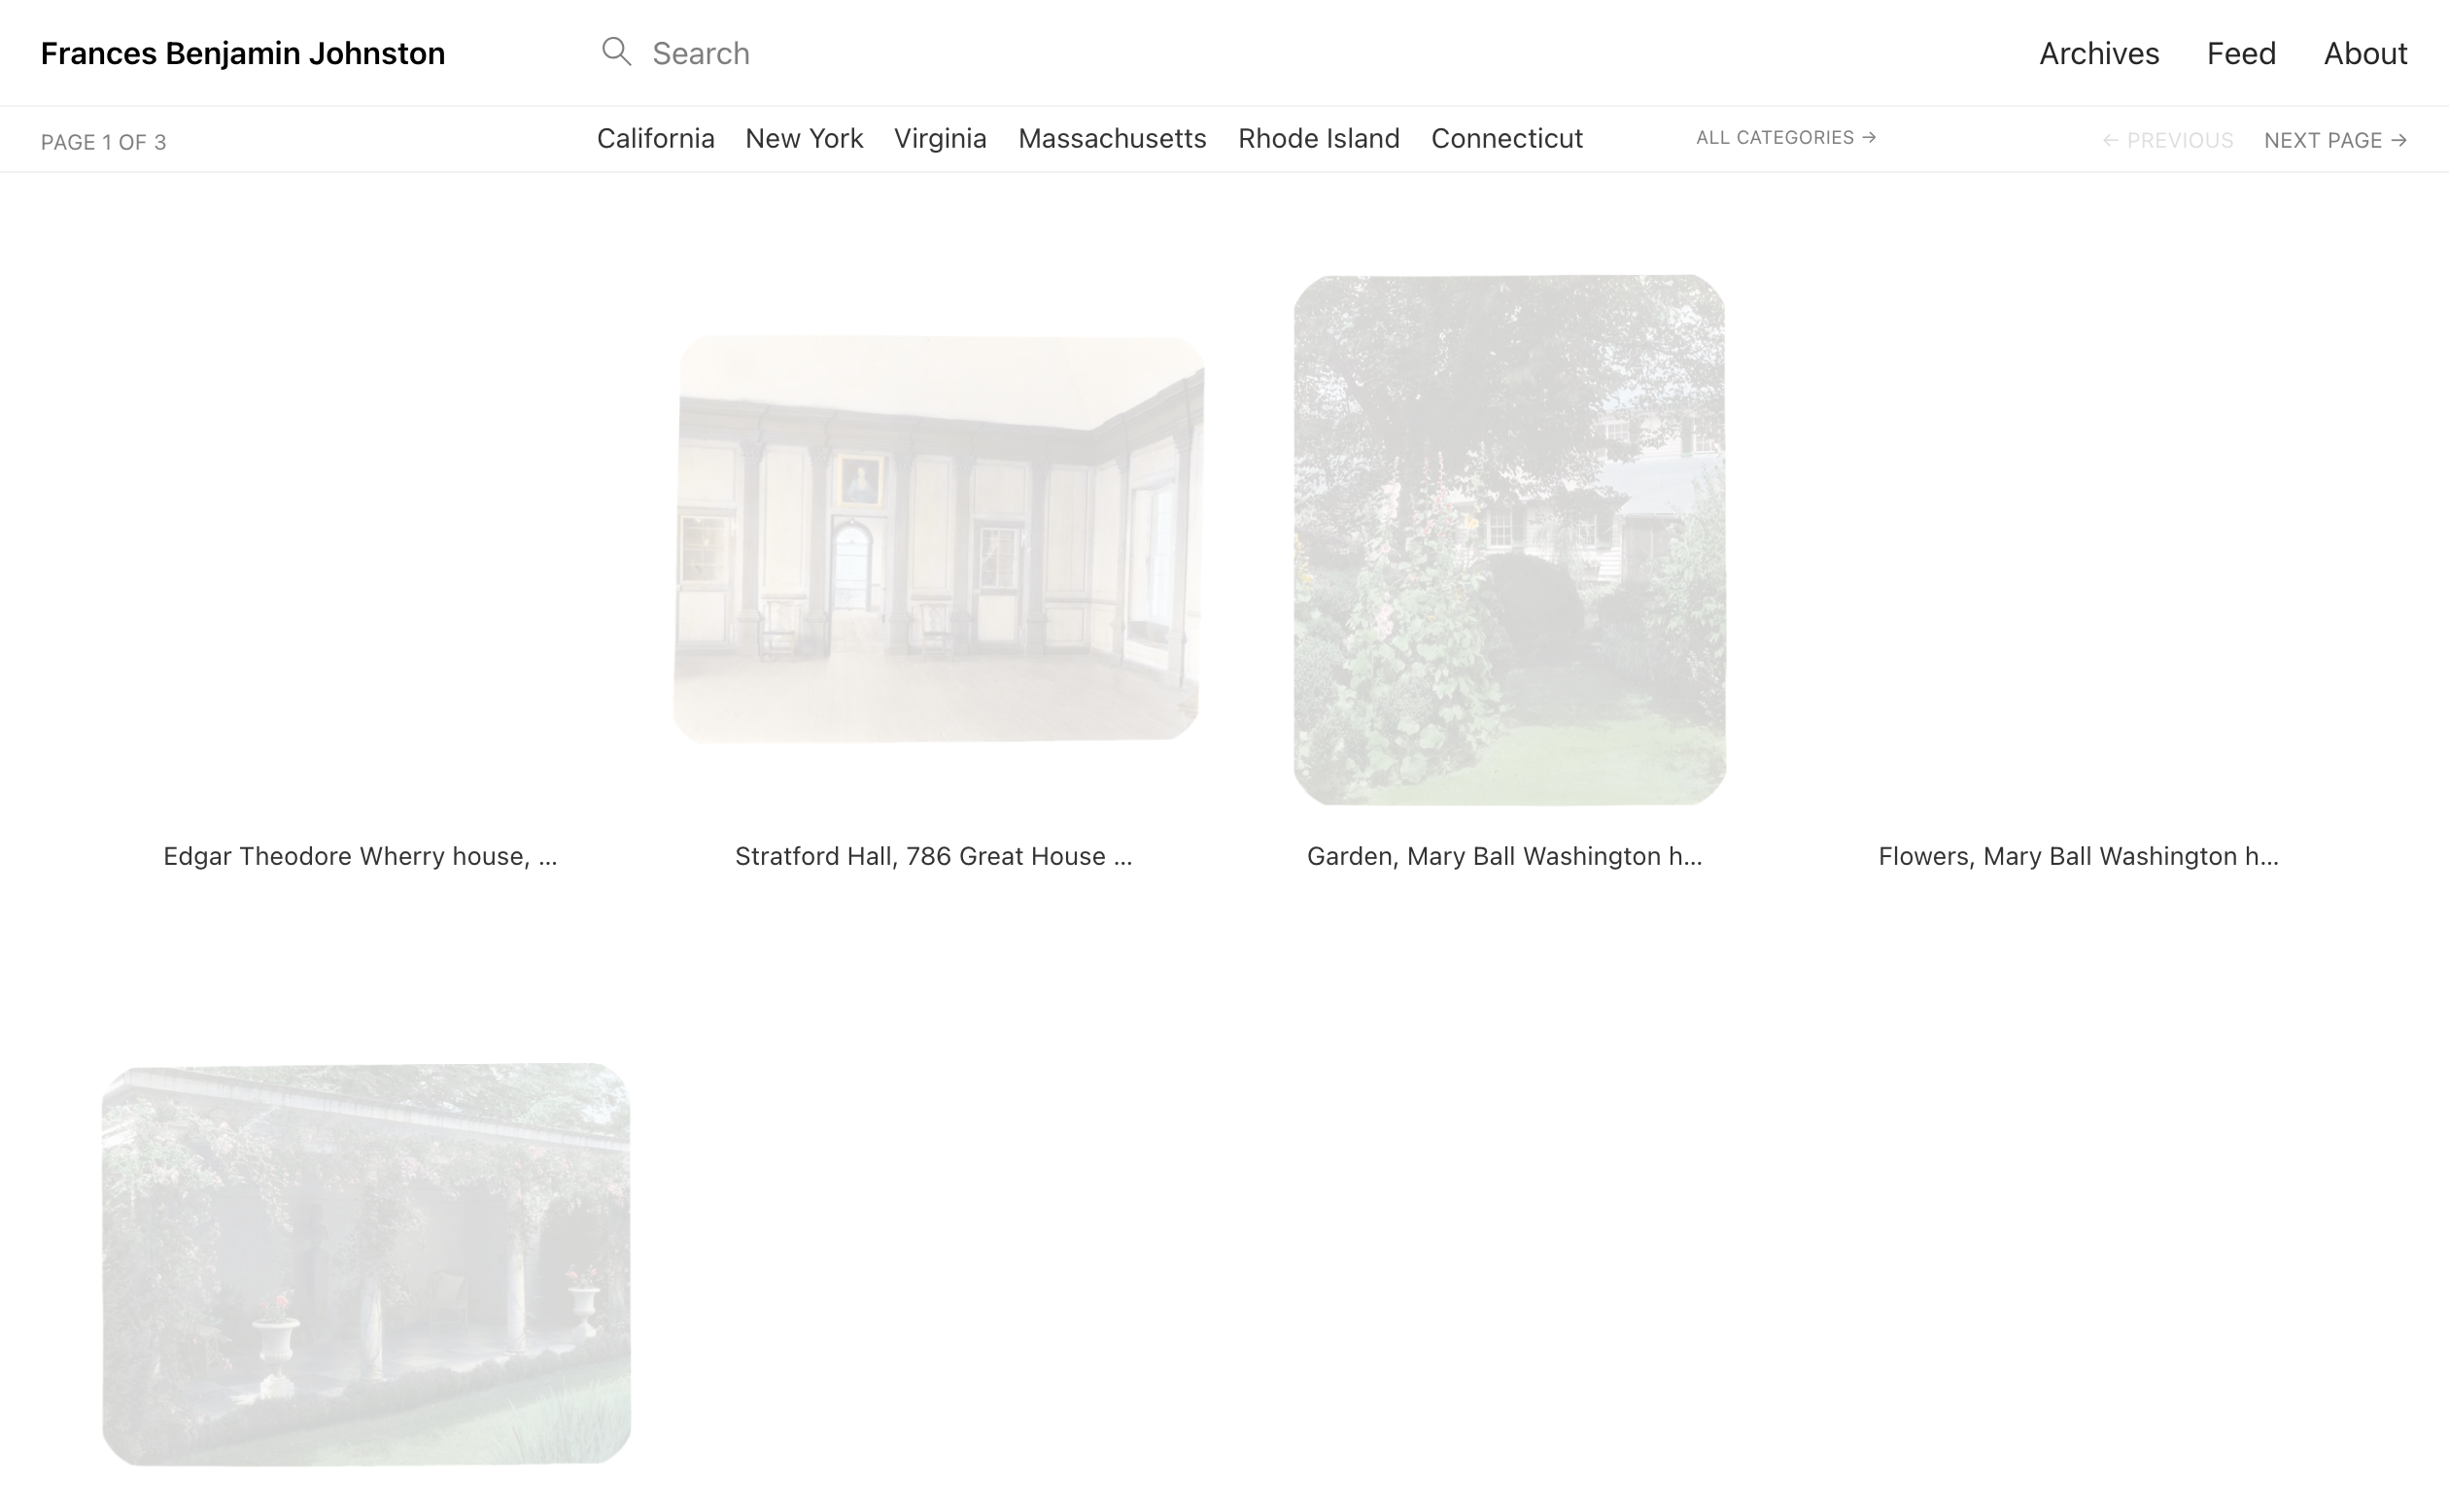 Frances Benjamin Johnston
Search
Archives
Feed
About
PAGE 1 OF 3
California
New York
Virginia
Massachusetts
Rhode Island
Connecticut
ALL CATEGORIES →
← PREVIOUS
NEXT PAGE →
Edgar Theodore Wherry house, ...
Stratford Hall, 786 Great House ...
Garden, Mary Ball Washington h...
Flowers, Mary Ball Washington h...